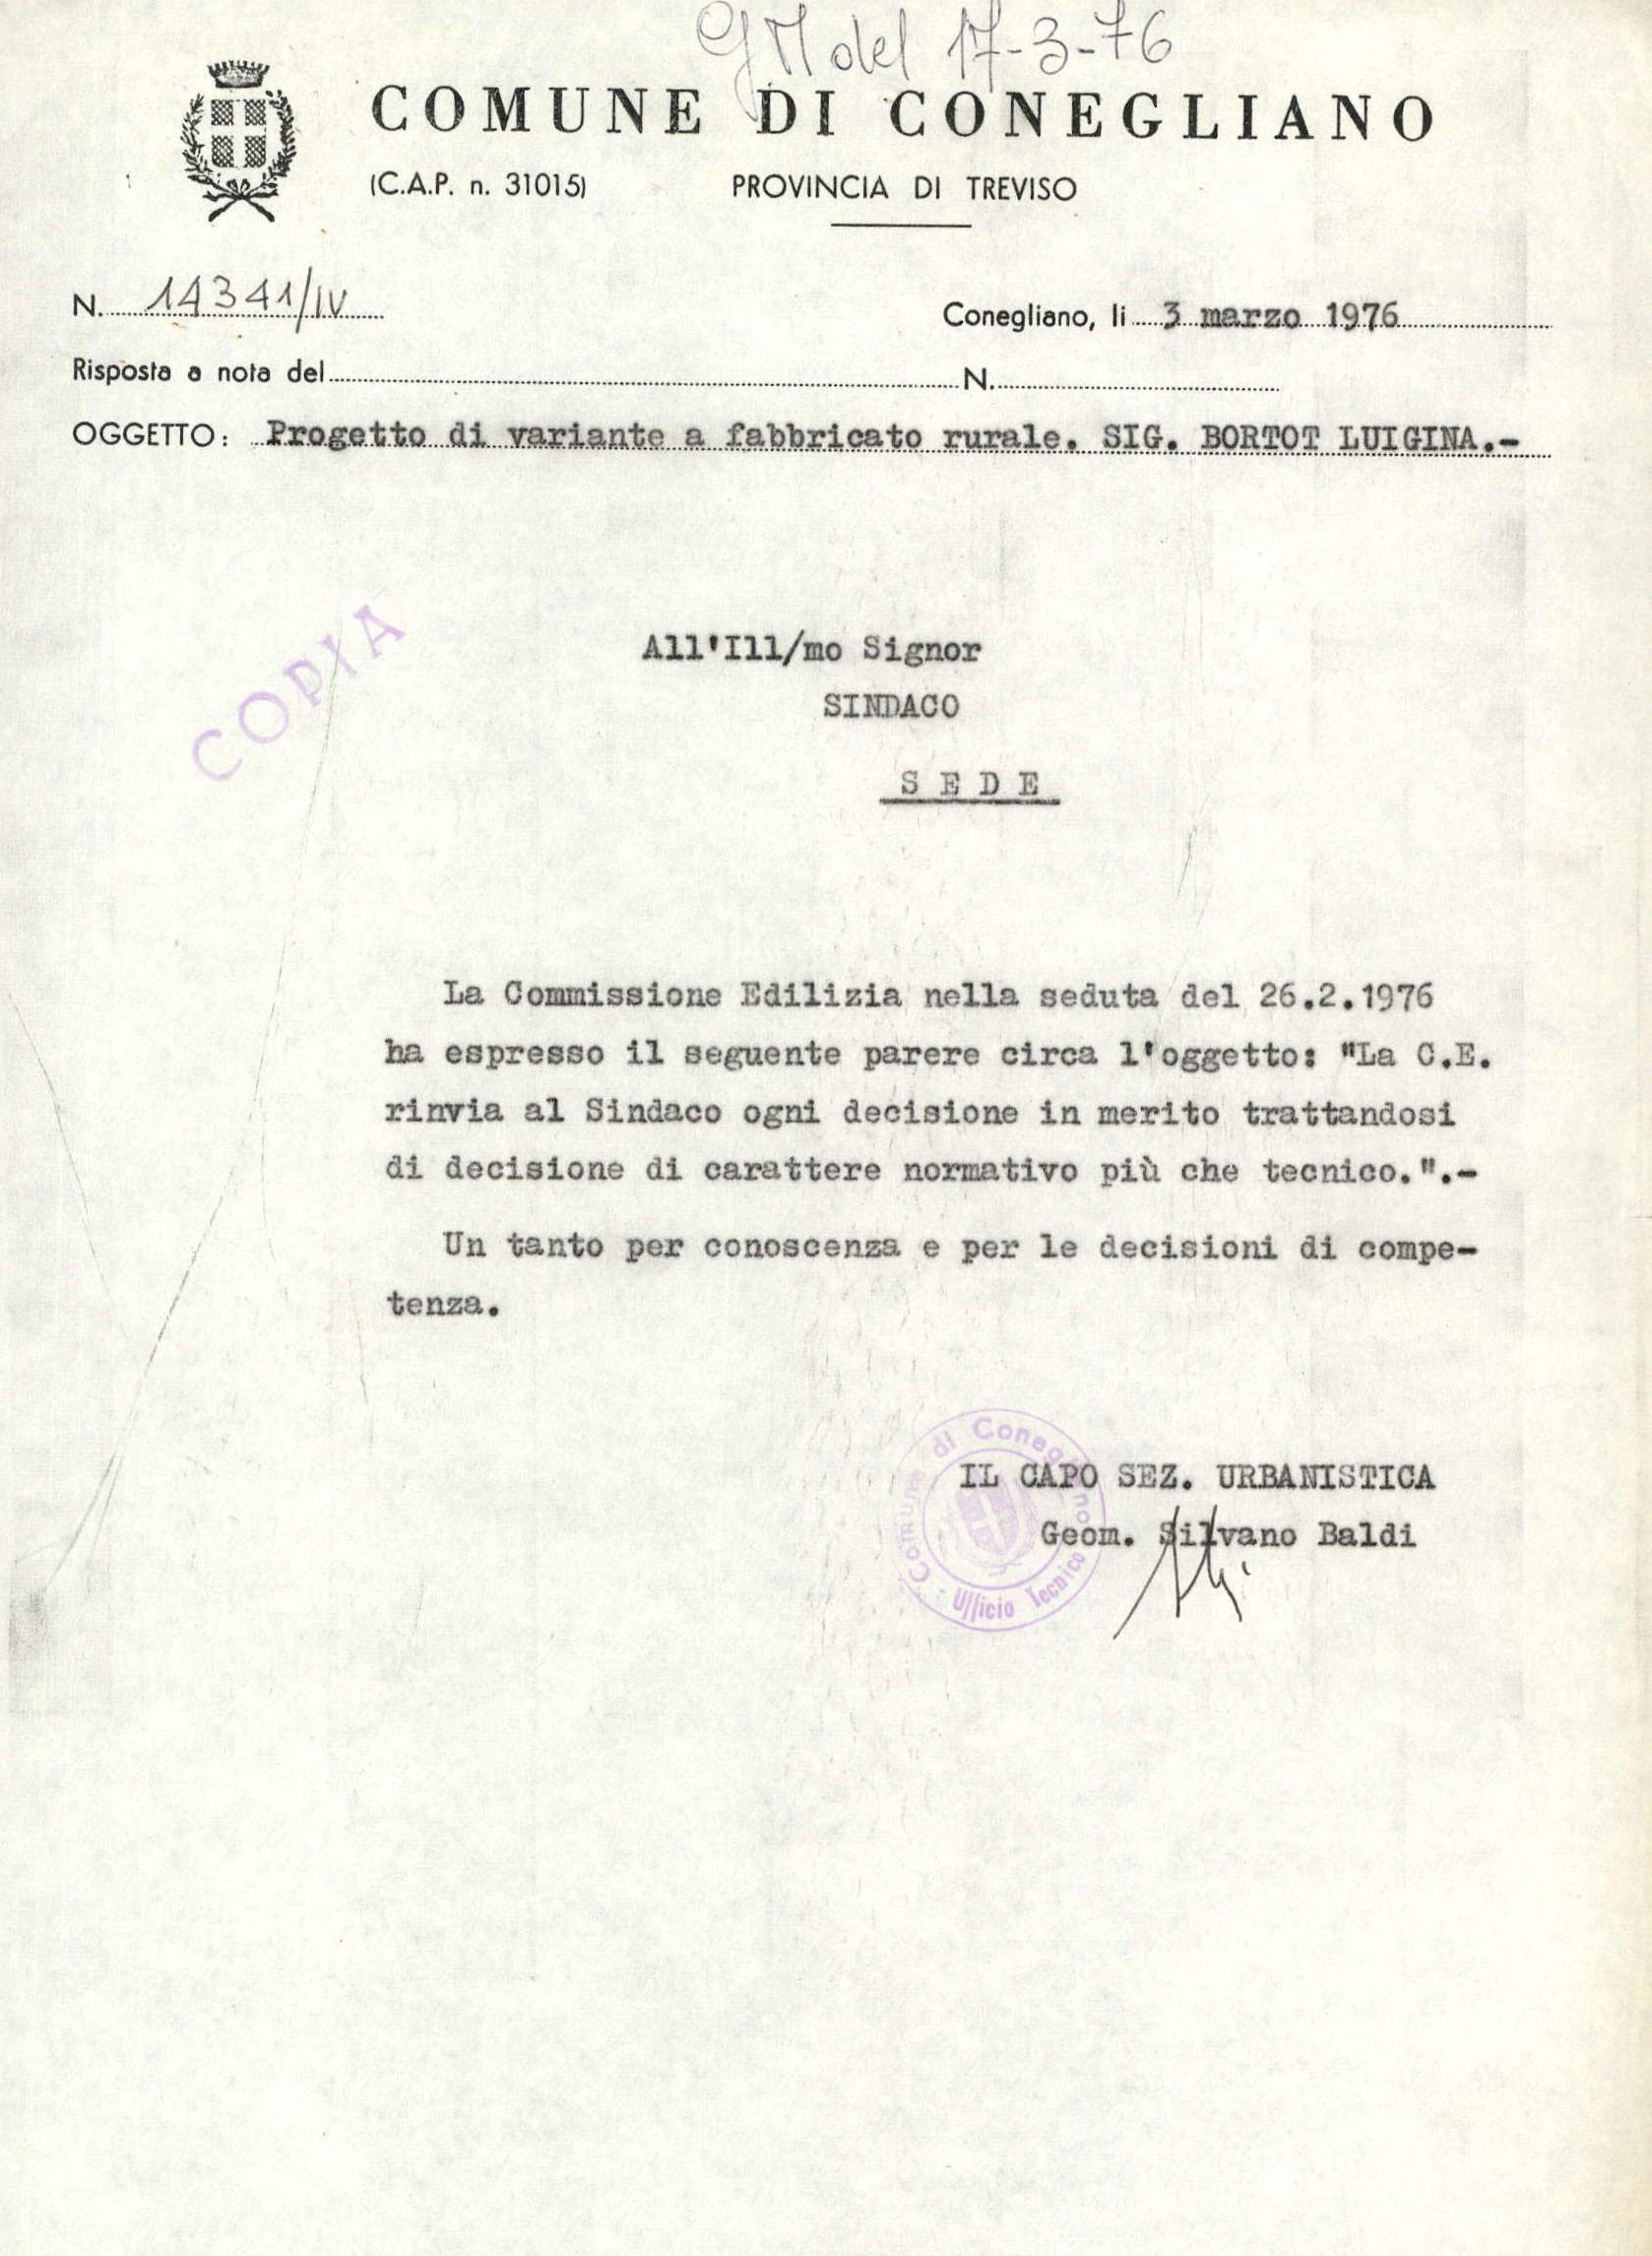 GM del 17-3-76
COMUNE DI CONEGLIANO
(C.A.P. n. 31015) PROVINCIA DI TREVISO
N. 14341/IV
Conegliano, li 3 marzo 1976
Risposta a nota del N.
OGGETTO: Progetto di variante a fabbricato rurale. SIG. BORTOT LUIGINA.-
COPIA
All'Ill/mo Signor
SINDACO
S E D E
La Commissione Edilizia nella seduta del 26.2.1976
ha espresso il seguente parere circa l'oggetto: "La C.E.
rinvia al Sindaco ogni decisione in merito trattandosi
di decisione di carattere normativo più che tecnico.".-
Un tanto per conoscenza e per le decisioni di compe-
tenza.
IL CAPO SEZ. URBANISTICA
Geom. Silvano Baldi
Comune di Conegliano - Ufficio Tecnico